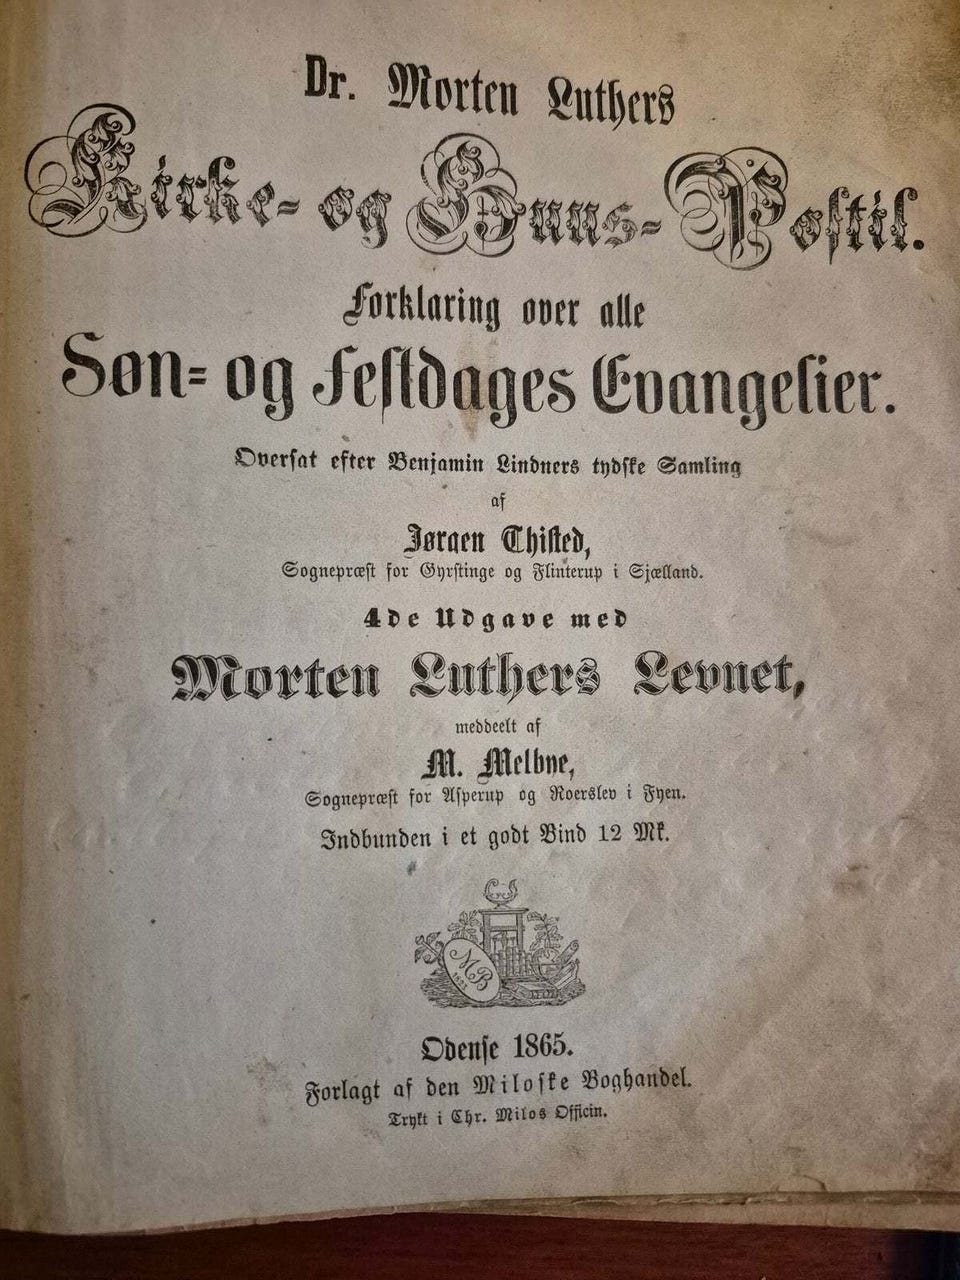 Dr. Morten Luthers
Kirke- og Huus-Postil.
Forklaring over alle
Søn- og Festdages Evangelier.
Oversat efter Benjamin Lindners tydske Samling
af
Jørgen Thisted,
Sognepræst for Gyrstinge og Flinterup i Sjælland.
4de Udgave med
Morten Luthers Levnet,
meddeelt af
M. Melbye,
Sognepræst for Asperup og Roerslev i Fyen.
Indbunden i et godt Bind 12 Mk.
MB
Odense 1865.
Forlagt af den Miloske Boghandel.
Trykt i Chr. Milos Officin.